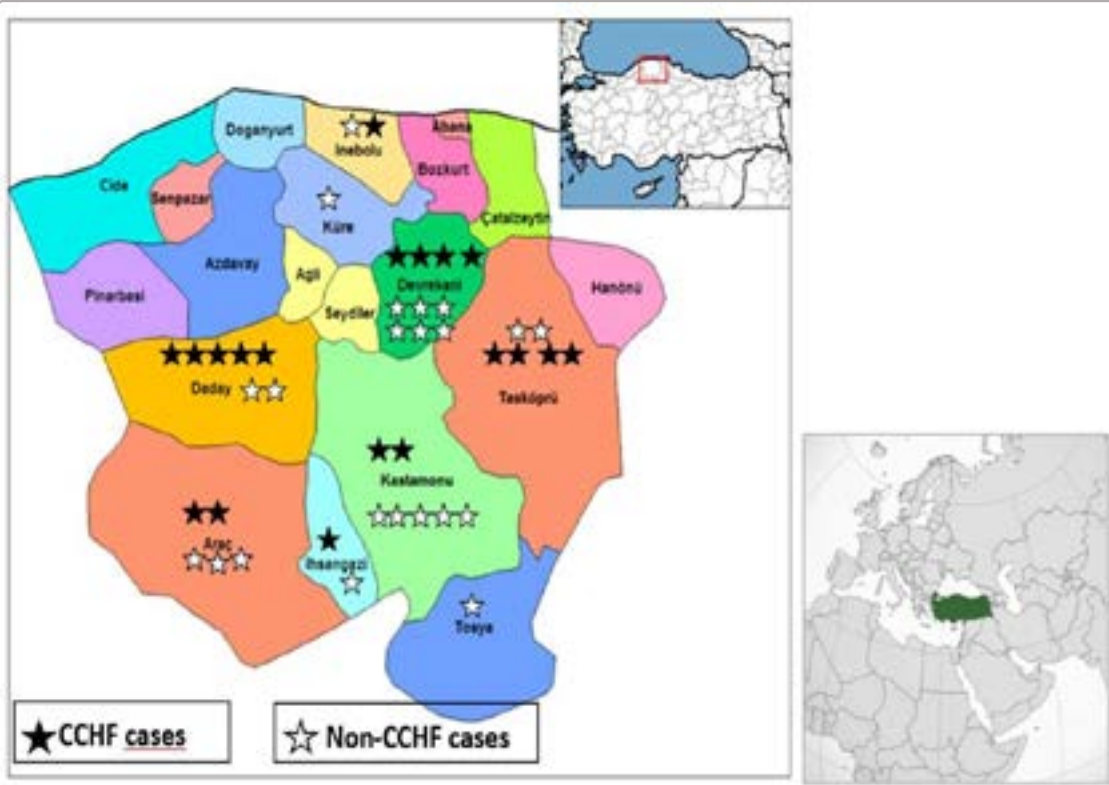 Doganyurt
Abana
Inebolu
Bozkurt
Cide
Senpazar
Çatalzeytin
Küre
Azdavay
Agli
Devrekani
Hanönü
Pinarbasi
Seydiler
Daday
Tasköprü
Kastamonu
Araç
Ihsangazi
Tosya
CCHF cases
Non-CCHF cases